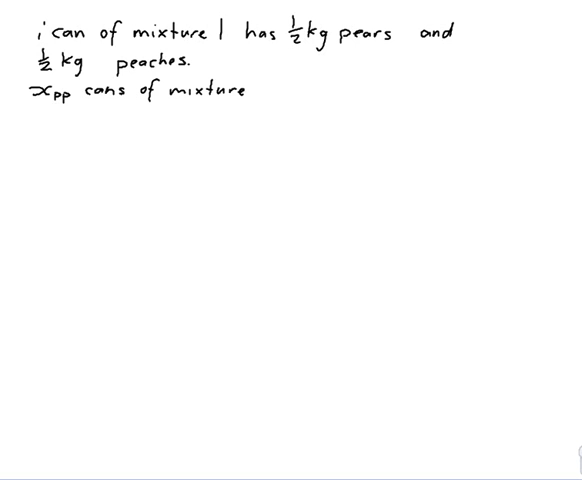 1 can of mixture 1 has ½ kg pears and
½ kg peaches.
x_pp cans of mixture